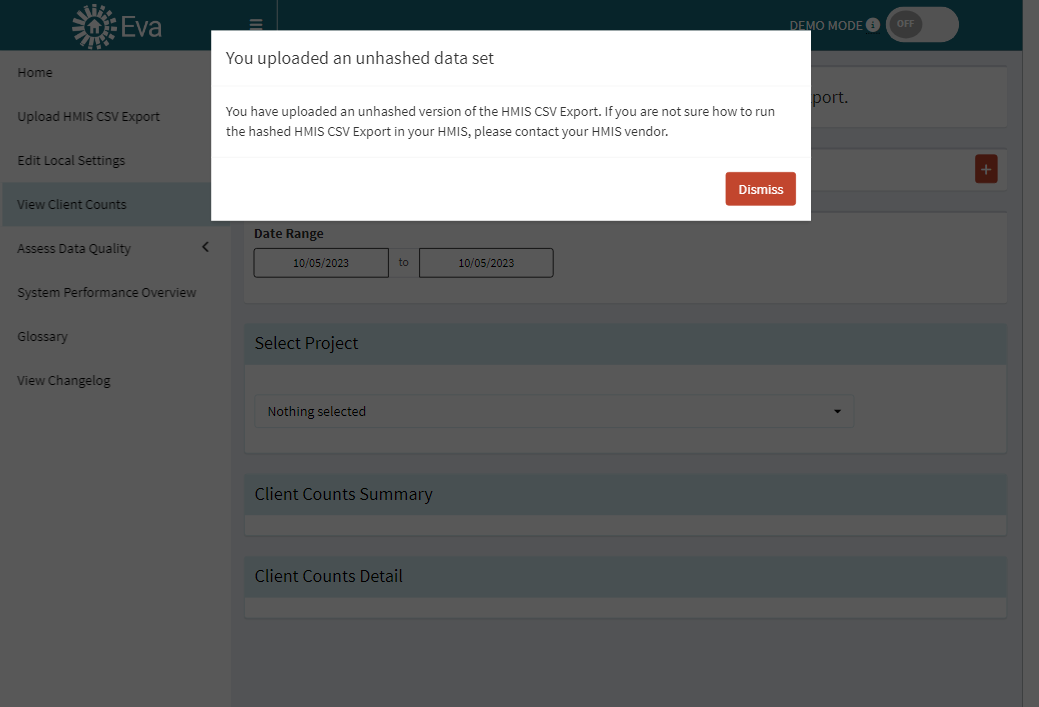 Eva
DEMO MODE
OFF
You uploaded an unhashed data set
You have uploaded an unhashed version of the HMIS CSV Export. If you are not sure how to run
the hashed HMIS CSV Export in your HMIS, please contact your HMIS vendor.
Dismiss
Home
Upload HMIS CSV Export
Edit Local Settings
View Client Counts
Assess Data Quality
System Performance Overview
Glossary
View Changelog
port.
Date Range
10/05/2023 to 10/05/2023
Select Project
Nothing selected
Client Counts Summary
Client Counts Detail